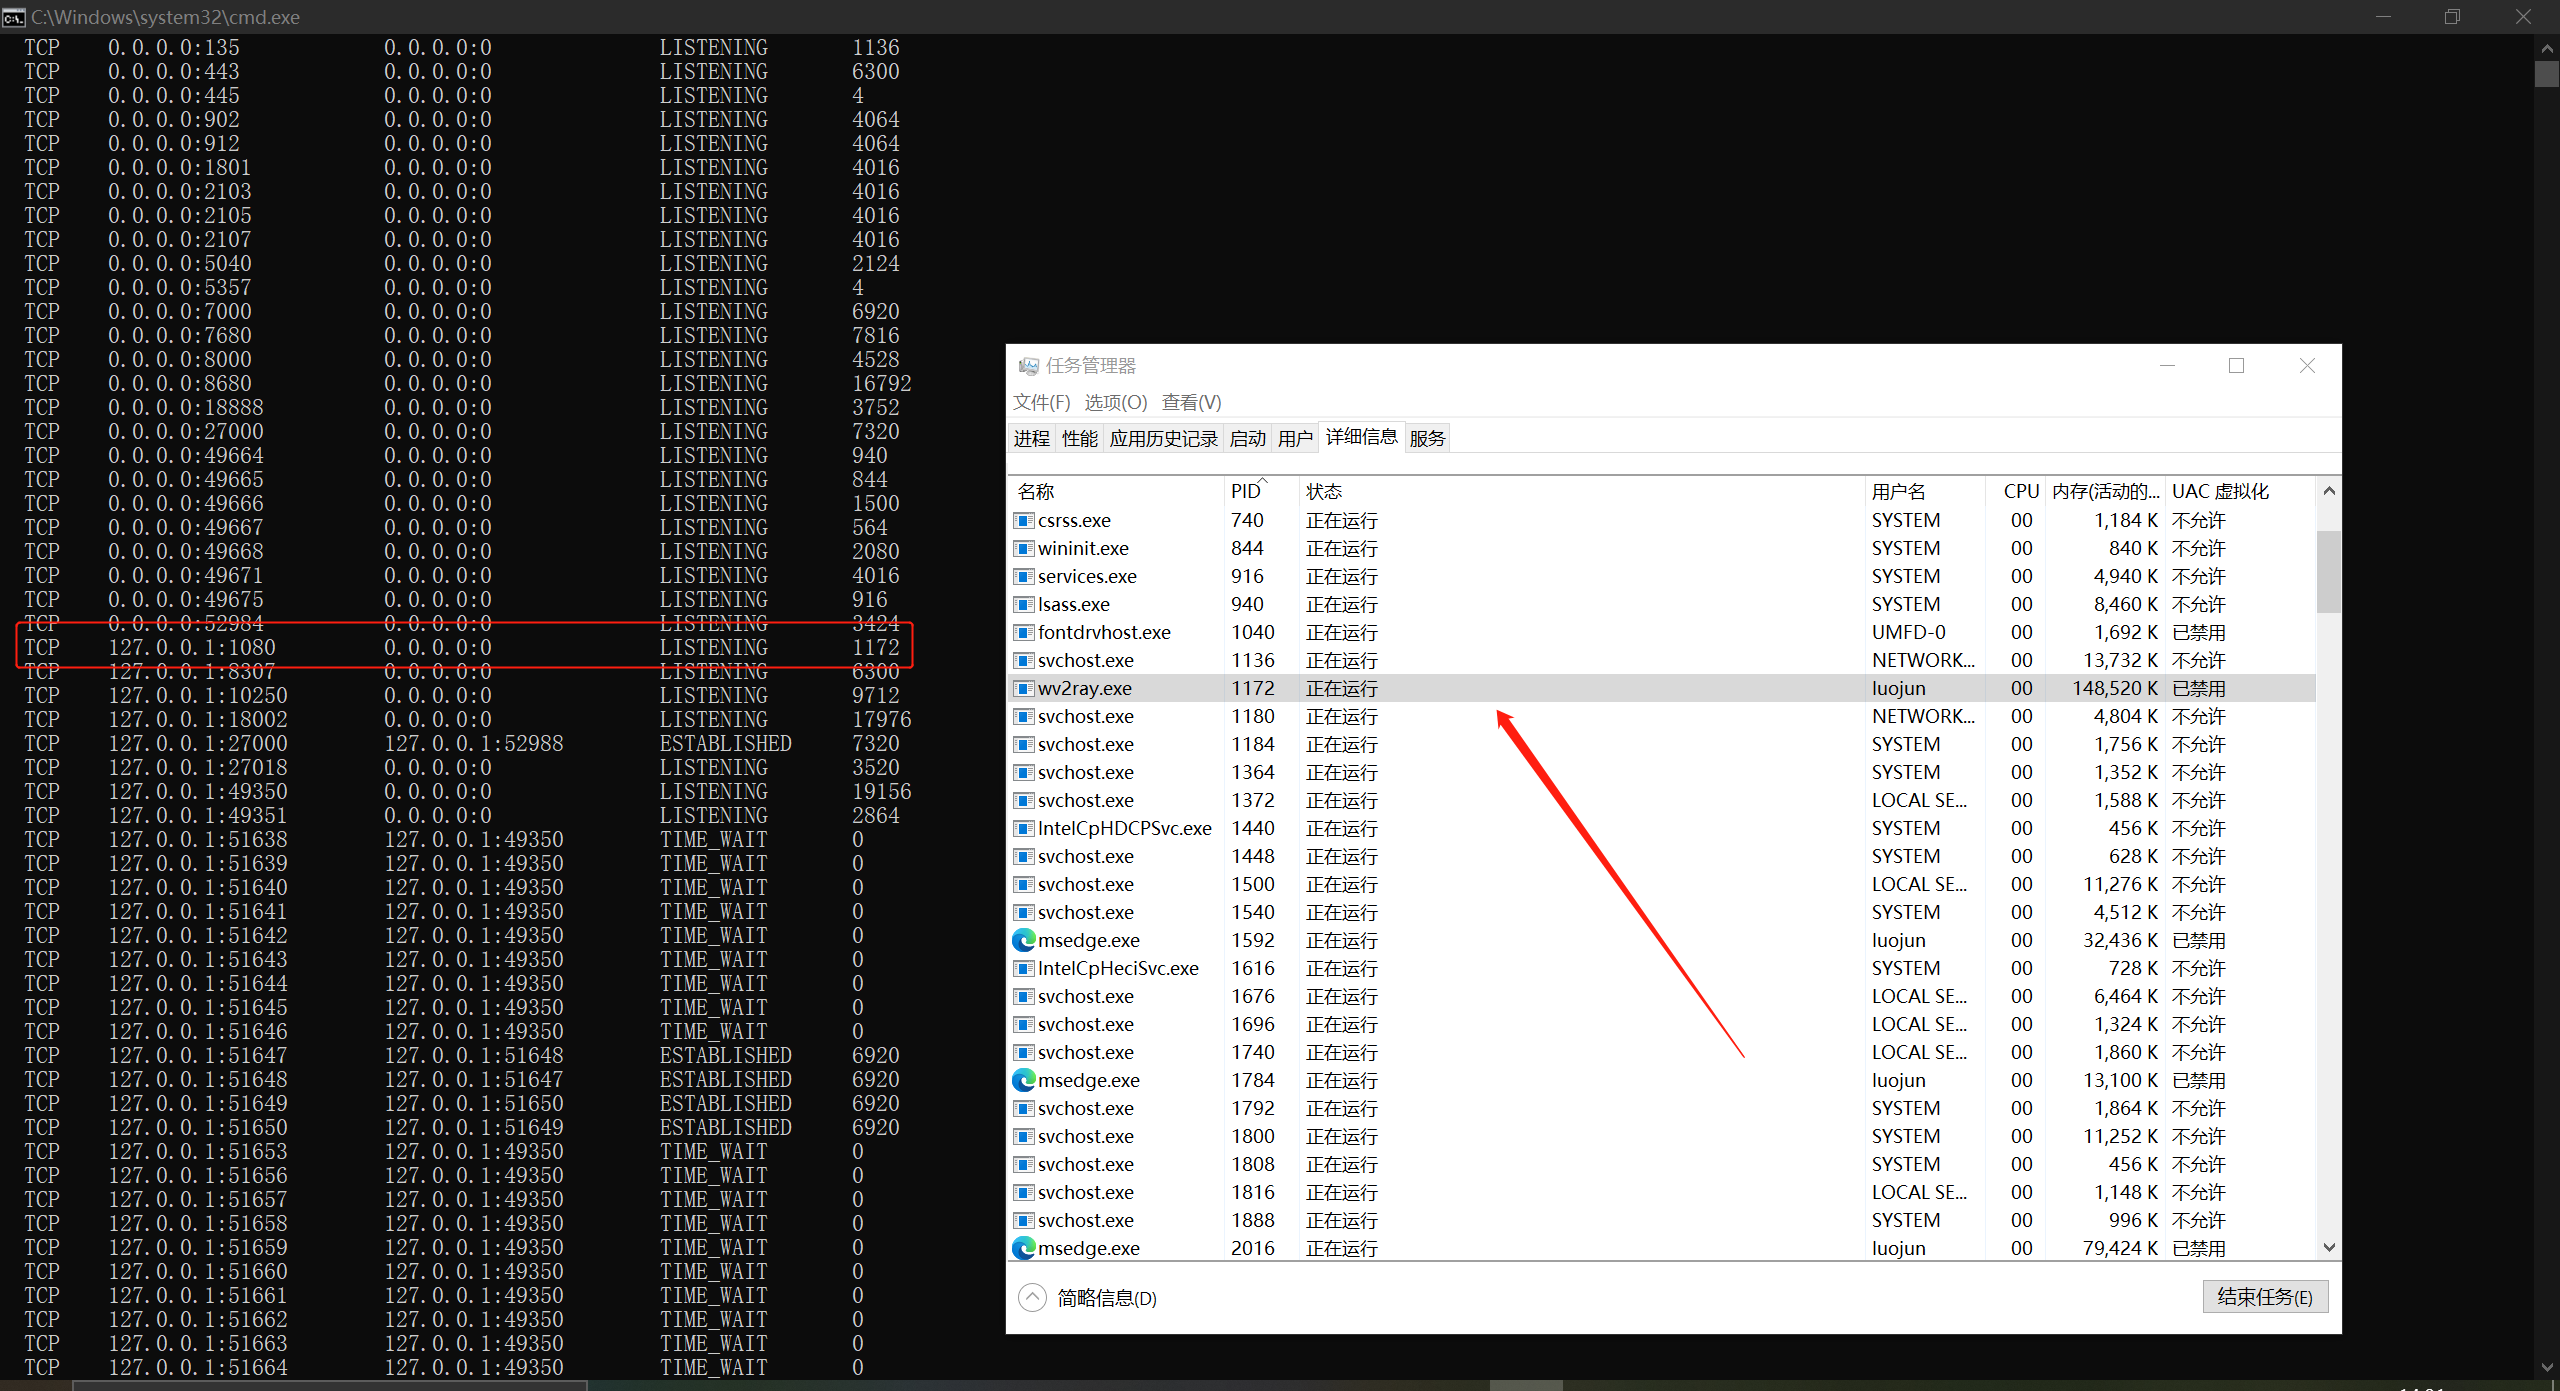 C:\Windows\system32\cmd.exe
TCP 0.0.0.0:135 0.0.0.0:0 LISTENING 1136
TCP 0.0.0.0:443 0.0.0.0:0 LISTENING 6300
TCP 0.0.0.0:445 0.0.0.0:0 LISTENING 4
TCP 0.0.0.0:902 0.0.0.0:0 LISTENING 4064
TCP 0.0.0.0:912 0.0.0.0:0 LISTENING 4064
TCP 0.0.0.0:1801 0.0.0.0:0 LISTENING 4016
TCP 0.0.0.0:2103 0.0.0.0:0 LISTENING 4016
TCP 0.0.0.0:2105 0.0.0.0:0 LISTENING 4016
TCP 0.0.0.0:2107 0.0.0.0:0 LISTENING 4016
TCP 0.0.0.0:5040 0.0.0.0:0 LISTENING 2124
TCP 0.0.0.0:5357 0.0.0.0:0 LISTENING 4
TCP 0.0.0.0:7000 0.0.0.0:0 LISTENING 6920
TCP 0.0.0.0:7680 0.0.0.0:0 LISTENING 7816
TCP 0.0.0.0:8000 0.0.0.0:0 LISTENING 4528
TCP 0.0.0.0:8680 0.0.0.0:0 LISTENING 16792
TCP 0.0.0.0:18888 0.0.0.0:0 LISTENING 3752
TCP 0.0.0.0:27000 0.0.0.0:0 LISTENING 7320
TCP 0.0.0.0:49664 0.0.0.0:0 LISTENING 940
TCP 0.0.0.0:49665 0.0.0.0:0 LISTENING 844
TCP 0.0.0.0:49666 0.0.0.0:0 LISTENING 1500
TCP 0.0.0.0:49667 0.0.0.0:0 LISTENING 564
TCP 0.0.0.0:49668 0.0.0.0:0 LISTENING 2080
TCP 0.0.0.0:49671 0.0.0.0:0 LISTENING 4016
TCP 0.0.0.0:49675 0.0.0.0:0 LISTENING 916
TCP 0.0.0.0:52984 0.0.0.0:0 LISTENING 3424
TCP 127.0.0.1:1080 0.0.0.0:0 LISTENING 1172
TCP 127.0.0.1:8307 0.0.0.0:0 LISTENING 6300
TCP 127.0.0.1:10250 0.0.0.0:0 LISTENING 9712
TCP 127.0.0.1:18002 0.0.0.0:0 LISTENING 17976
TCP 127.0.0.1:27000 127.0.0.1:52988 ESTABLISHED 7320
TCP 127.0.0.1:27018 0.0.0.0:0 LISTENING 3520
TCP 127.0.0.1:49350 0.0.0.0:0 LISTENING 19156
TCP 127.0.0.1:49351 0.0.0.0:0 LISTENING 2864
TCP 127.0.0.1:51638 127.0.0.1:49350 TIME_WAIT 0
TCP 127.0.0.1:51639 127.0.0.1:49350 TIME_WAIT 0
TCP 127.0.0.1:51640 127.0.0.1:49350 TIME_WAIT 0
TCP 127.0.0.1:51641 127.0.0.1:49350 TIME_WAIT 0
TCP 127.0.0.1:51642 127.0.0.1:49350 TIME_WAIT 0
TCP 127.0.0.1:51643 127.0.0.1:49350 TIME_WAIT 0
TCP 127.0.0.1:51644 127.0.0.1:49350 TIME_WAIT 0
TCP 127.0.0.1:51645 127.0.0.1:49350 TIME_WAIT 0
TCP 127.0.0.1:51646 127.0.0.1:49350 TIME_WAIT 0
TCP 127.0.0.1:51647 127.0.0.1:51648 ESTABLISHED 6920
TCP 127.0.0.1:51648 127.0.0.1:51647 ESTABLISHED 6920
TCP 127.0.0.1:51649 127.0.0.1:51650 ESTABLISHED 6920
TCP 127.0.0.1:51650 127.0.0.1:51649 ESTABLISHED 6920
TCP 127.0.0.1:51653 127.0.0.1:49350 TIME_WAIT 0
TCP 127.0.0.1:51656 127.0.0.1:49350 TIME_WAIT 0
TCP 127.0.0.1:51657 127.0.0.1:49350 TIME_WAIT 0
TCP 127.0.0.1:51658 127.0.0.1:49350 TIME_WAIT 0
TCP 127.0.0.1:51659 127.0.0.1:49350 TIME_WAIT 0
TCP 127.0.0.1:51660 127.0.0.1:49350 TIME_WAIT 0
TCP 127.0.0.1:51661 127.0.0.1:49350 TIME_WAIT 0
TCP 127.0.0.1:51662 127.0.0.1:49350 TIME_WAIT 0
TCP 127.0.0.1:51663 127.0.0.1:49350 TIME_WAIT 0
TCP 127.0.0.1:51664 127.0.0.1:49350 TIME_WAIT 0
任务管理器
文件(F) 选项(O) 查看(V)
进程 性能 应用历史记录 启动 用户 详细信息 服务
名称 PID 状态 用户名 CPU 内存(活动的... UAC 虚拟化
csrss.exe 740 正在运行 SYSTEM 00 1,184 K 不允许
wininit.exe 844 正在运行 SYSTEM 00 840 K 不允许
services.exe 916 正在运行 SYSTEM 00 4,940 K 不允许
lsass.exe 940 正在运行 SYSTEM 00 8,460 K 不允许
fontdrvhost.exe 1040 正在运行 UMFD-0 00 1,692 K 已禁用
svchost.exe 1136 正在运行 NETWORK... 00 13,732 K 不允许
wv2ray.exe 1172 正在运行 luojun 00 148,520 K 已禁用
svchost.exe 1180 正在运行 NETWORK... 00 4,804 K 不允许
svchost.exe 1184 正在运行 SYSTEM 00 1,756 K 不允许
svchost.exe 1364 正在运行 SYSTEM 00 1,352 K 不允许
svchost.exe 1372 正在运行 LOCAL SE... 00 1,588 K 不允许
IntelCpHDCPSvc.exe 1440 正在运行 SYSTEM 00 456 K 不允许
svchost.exe 1448 正在运行 SYSTEM 00 628 K 不允许
svchost.exe 1500 正在运行 LOCAL SE... 00 11,276 K 不允许
svchost.exe 1540 正在运行 SYSTEM 00 4,512 K 不允许
msedge.exe 1592 正在运行 luojun 00 32,436 K 已禁用
IntelCpHeciSvc.exe 1616 正在运行 SYSTEM 00 728 K 不允许
svchost.exe 1676 正在运行 LOCAL SE... 00 6,464 K 不允许
svchost.exe 1696 正在运行 LOCAL SE... 00 1,324 K 不允许
svchost.exe 1740 正在运行 LOCAL SE... 00 1,860 K 不允许
msedge.exe 1784 正在运行 luojun 00 13,100 K 已禁用
svchost.exe 1792 正在运行 SYSTEM 00 1,864 K 不允许
svchost.exe 1800 正在运行 SYSTEM 00 11,252 K 不允许
svchost.exe 1808 正在运行 SYSTEM 00 456 K 不允许
svchost.exe 1816 正在运行 LOCAL SE... 00 1,148 K 不允许
svchost.exe 1888 正在运行 SYSTEM 00 996 K 不允许
msedge.exe 2016 正在运行 luojun 00 79,424 K 已禁用
简略信息(D) 结束任务(E)